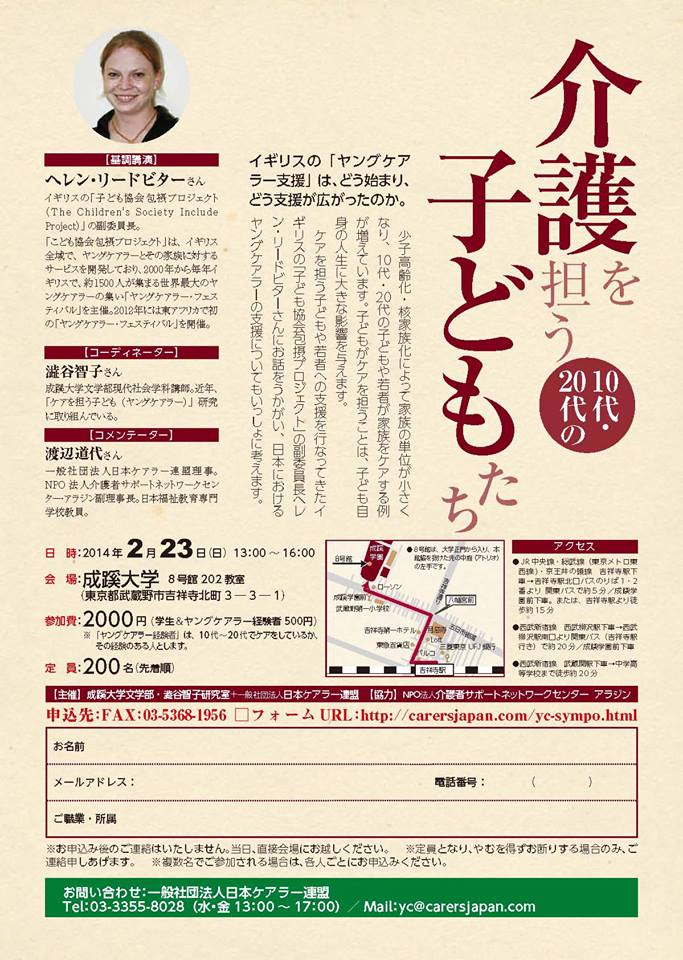 介護を担う
10代・
20代の
子どもたち
イギリスの「ヤングケア
ラー支援」は、どう始まり、
どう支援が広がったのか。
少子高齢化・核家族化によって家族の単位が小さく
なり、10代・20代の子どもや若者が家族をケアする例
が増えています。子どもがケアを担うことは、子ども自
身の人生に大きな影響を与えます。
ケアを担う子どもや若者への支援を行なってきたイ
ギリスの「子ども協会包摂プロジェクト」の副委員長ヘレ
ン・リードビターさんにお話をうかがい、日本における
ヤングケアラーの支援についてもいっしょに考えます。
【基調講演】
ヘレン・リードビターさん
イギリスの「子ども協会 包摂プロジェクト
（The Children's Society Include
Project）」の副委員長。
「こども協会包摂プロジェクト」は、イギリス
全域で、ヤングケアラーとその家族に対する
サービスを開発しており、2000年から毎年イ
ギリスで、約1500人が集まる世界最大のヤ
ングケアラーの集い「ヤングケアラー・フェス
ティバル」を主催。2012年には東アフリカで初
の「ヤングケアラー・フェスティバル」を開催。
【コーディネーター】
澁谷智子さん
成蹊大学文学部現代社会学科講師。近年、
「ケアを担う子ども（ヤングケアラー）」研究
に取り組んでいる。
【コメンテーター】
渡辺道代さん
一般社団法人日本ケアラー連盟理事。
NPO 法人介護者サポートネットワークセン
ター・アラジン副理事長。日本福祉教育専門
学校教員。
日　時：2014年2月23日（日） 13:00～16:00
会　場：成蹊大学 8号館 202教室
（東京都武蔵野市吉祥寺北町 3－3－1）
参加費：2000円（学生＆ヤングケアラー経験者 500円）
※「ヤングケアラー経験者」は、10代～20代でケアをしているか、
その経験のある人とします。
定　員：200名（先着順）
8号館
成蹊
学園
●8号館は、大学正門から入り、本
館脇を抜けた先の中庭（アトリオ）
の左手です。
ローソン
成蹊学園前
武蔵野第一小学校
八幡宮前
吉祥寺通り
五日市街道
吉祥寺第一ホテル
東急百貨店
Loft
パルコ
三菱東京UFJ銀行
吉祥寺駅
アクセス
●JR中央線・総武線（東京メトロ東
西線）・京王井の頭線 吉祥寺駅下
車→吉祥寺駅北口バスのりば1・2
番より 関東バスで約5分／成蹊学
園前下車。または、吉祥寺駅より徒
歩約15分
●西武新宿線 西武柳沢駅下車→西武
柳沢駅南口より関東バス（吉祥寺駅
行き）で約20分／成蹊学園前下車
●西武新宿線 武蔵関駅下車→中学高
等学校まで徒歩約20分
【主催】 成蹊大学文学部・澁谷智子研究室＋一般社団法人日本ケアラー連盟 【協力】 NPO法人介護者サポートネットワークセンター アラジン
申込先：FAX：03-5368-1956 □フォーム URL：http://carersjapan.com/yc-sympo.html
お名前
メールアドレス： 電話番号：　（　　）
ご職業・所属
※お申込み後のご連絡はいたしません。当日、直接会場にお越しください。 ※定員となり、やむを得ずお断りする場合のみ、ご
連絡申しあげます。 ※複数名でご参加される場合は、各人ごとにお申込みください。
お問い合わせ：一般社団法人日本ケアラー連盟
Tel:03-3355-8028（水・金 13:00～17:00）／Mail:yc@carersjapan.com